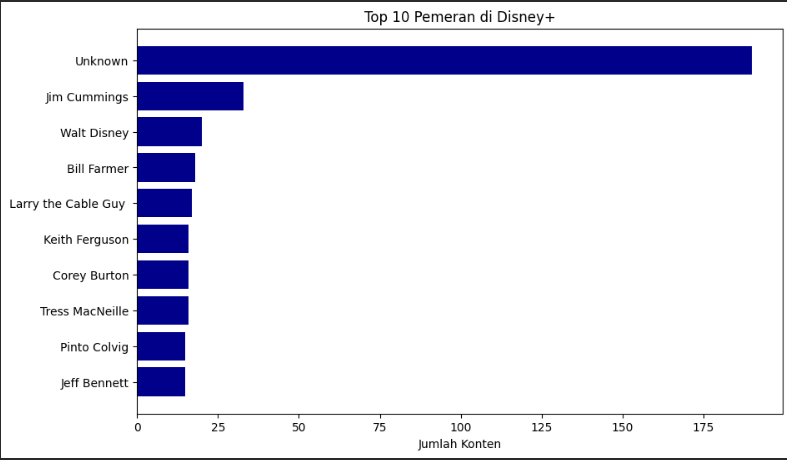 Top 10 Pemeran di Disney+
Unknown
Jim Cummings
Walt Disney
Bill Farmer
Larry the Cable Guy
Keith Ferguson
Corey Burton
Tress MacNeille
Pinto Colvig
Jeff Bennett
0 25 50 75 100 125 150 175
Jumlah Konten